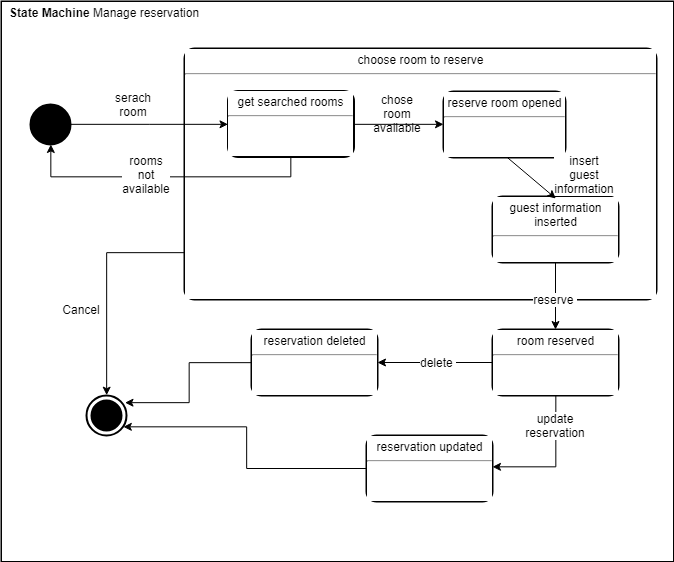 State Machine Manage reservation
choose room to reserve
serach
room
get searched rooms
chose
room
available
reserve room opened
rooms
not
available
insert
guest
information
guest information
inserted
Cancel
reserve
reservation deleted
delete
room reserved
update
reservation
reservation updated